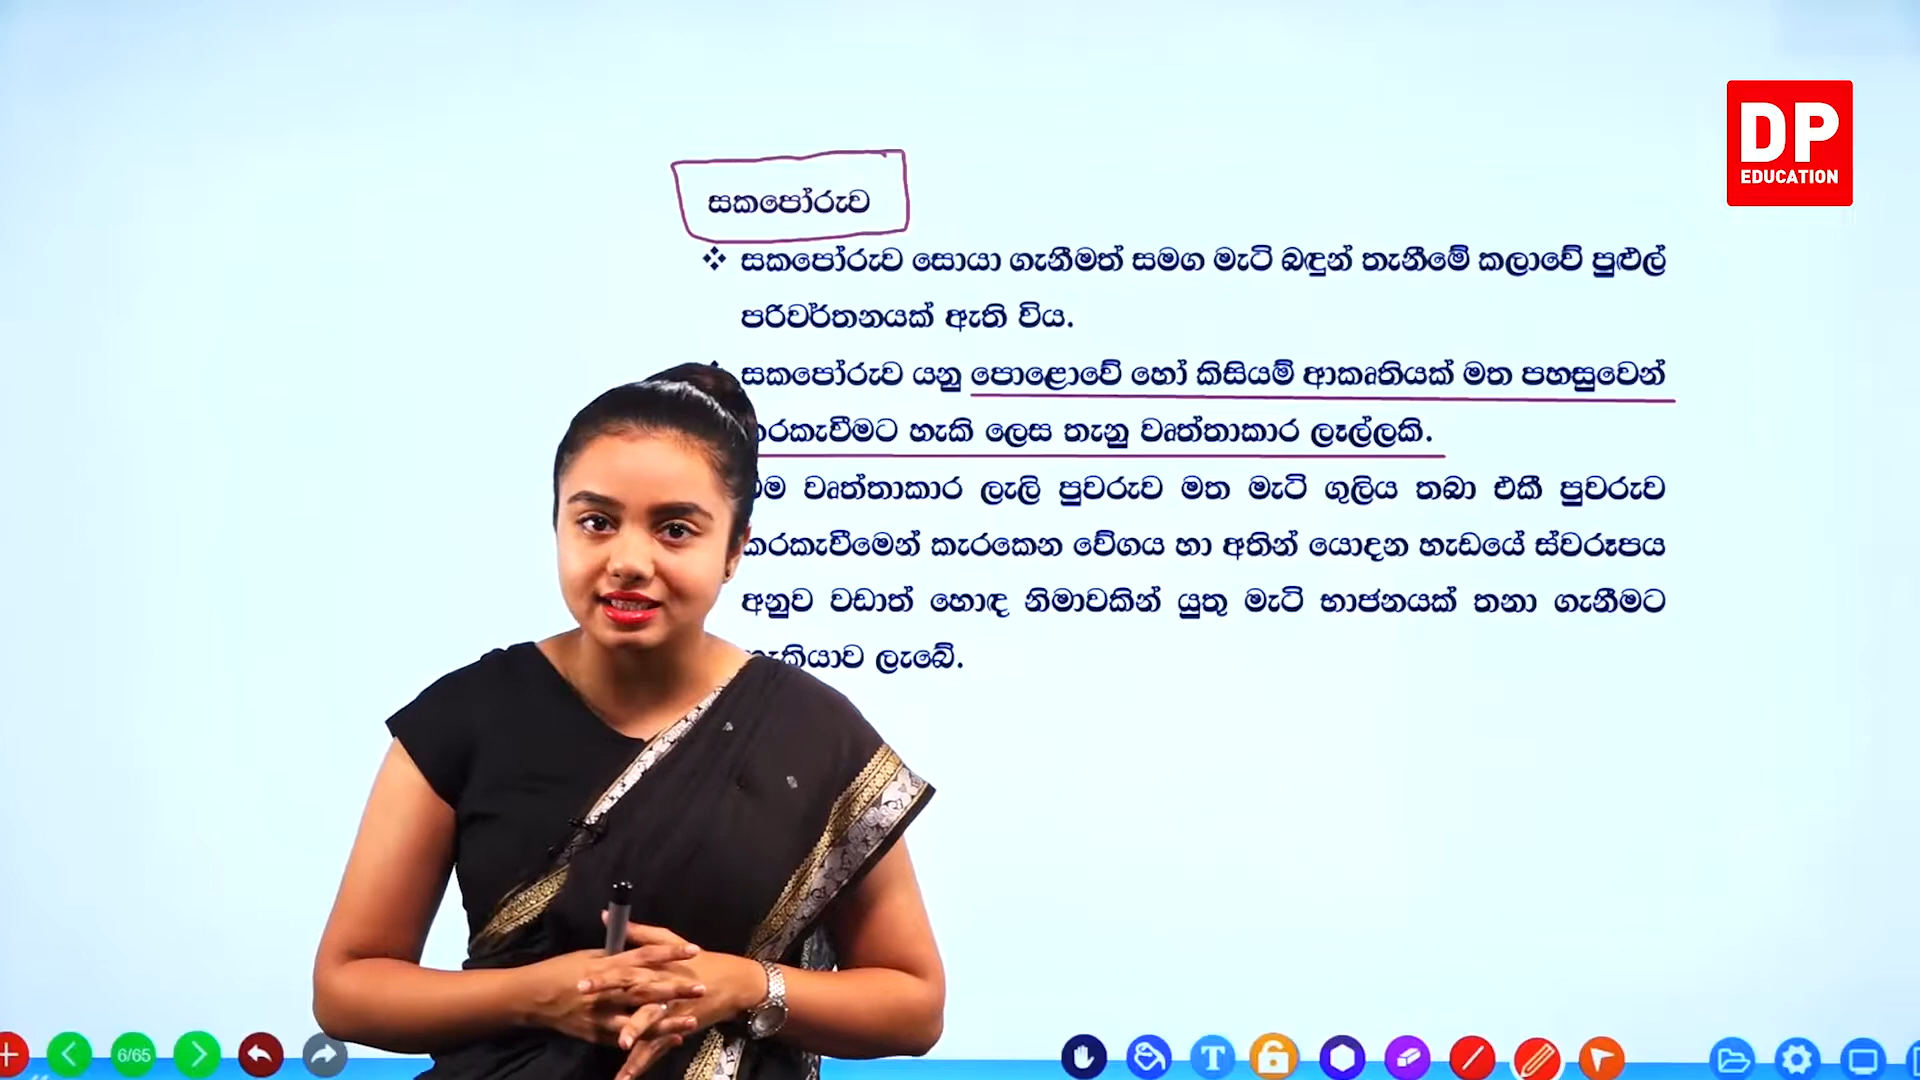 DP
EDUCATION
සකපෝරුව
❖ සකපෝරුව සොයා ගැනීමත් සමග මැටි බඳුන් තැනීමේ කලාවේ පුළුල්
පරිවර්තනයක් ඇති විය.
සකපෝරුව යනු පොළොවේ හෝ කිසියම් ආකෘතියක් මත පහසුවෙන්
හැකි ලෙස තැනු වෘත්තාකාර ලෑල්ලකි.
වෘත්තාකාර ලැලි පුවරුව මත මැටි ගුලිය තබා එකී පුවරුව
කරකැවීමෙන් කැරකෙන වේගය හා අතින් යොදන හැඩයේ ස්වරූපය
අනුව වඩාත් හොඳ නිමාවකින් යුතු මැටි භාජනයක් තනා ගැනීමට
ලැබේ.
6/65
T